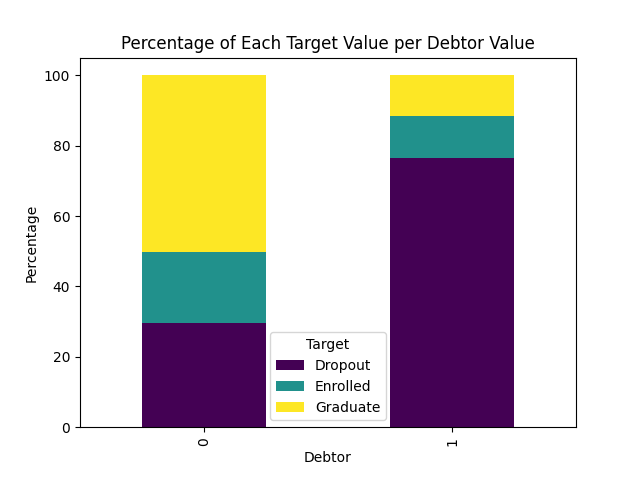 Percentage of Each Target Value per Debtor Value
100
80
60
40
20
0
Percentage
Target
Dropout
Enrolled
Graduate
0
1
Debtor